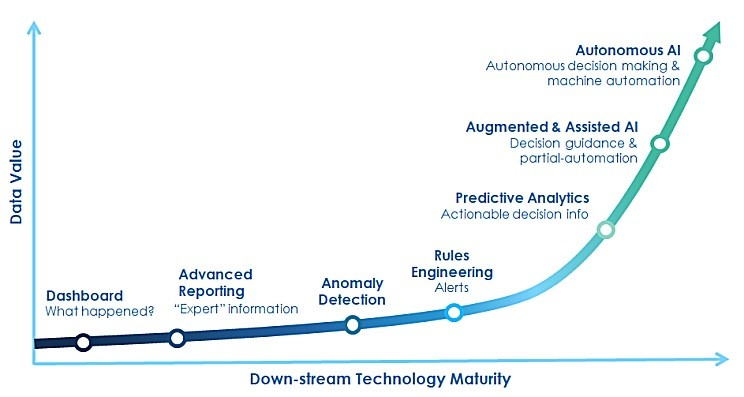 Autonomous AI
Autonomous decision making &
machine automation
Augmented & Assisted AI
Decision guidance &
partial-automation
Predictive Analytics
Actionable decision info
Rules
Engineering
Alerts
Anomaly
Detection
Advanced
Reporting
“Expert” information
Dashboard
What happened?
Data Value
Down-stream Technology Maturity